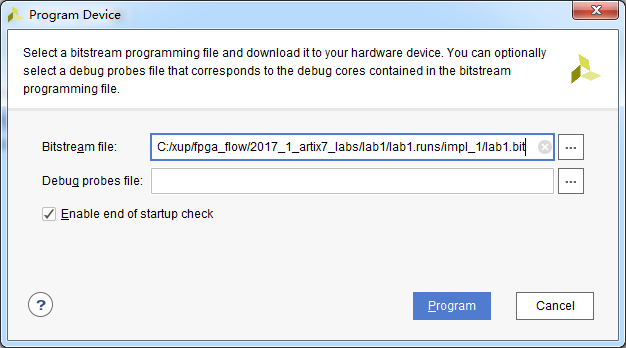 Program Device
Select a bitstream programming file and download it to your hardware device. You can optionally
select a debug probes file that corresponds to the debug cores contained in the bitstream
programming file.
Bitstream file: C:/xup/fpga_flow/2017_1_artix7_labs/lab1/lab1.runs/impl_1/lab1.bit ...
Debug probes file: ...
Enable end of startup check
? Program Cancel